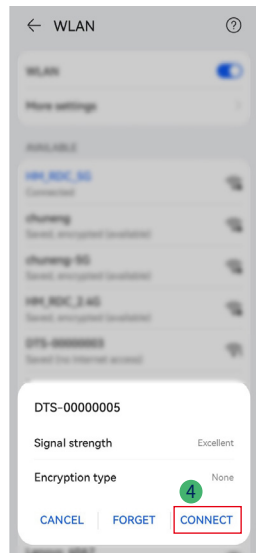 ← WLAN
WLAN
More settings
AVAILABLE
HM_RDC_5G
Connected
chuneng
Saved, encrypted (available)
chuneng-5G
Saved, encrypted (available)
HM_RDC_2.4G
Saved, encrypted (available)
DTS-00000003
Saved (no Internet access)
DTS-00000005
Signal strength Excellent
Encryption type None
4
CANCEL FORGET CONNECT